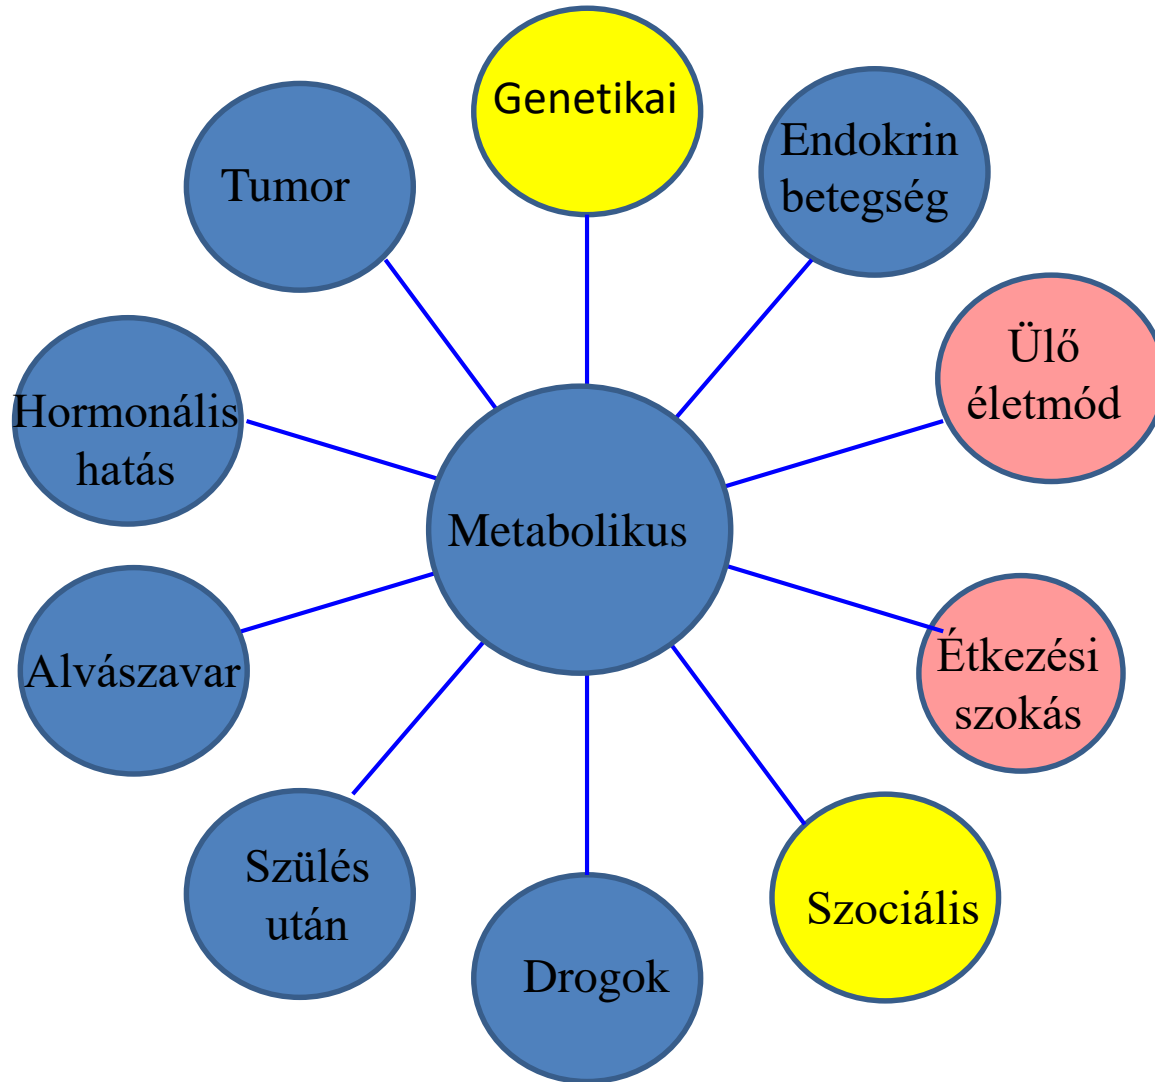 Genetikai
Endokrin
betegség
Tumor
Ülő
életmód
Hormonális
hatás
Metabolikus
Étkezési
szokás
Alvászavar
Szülés
után
Szociális
Drogok